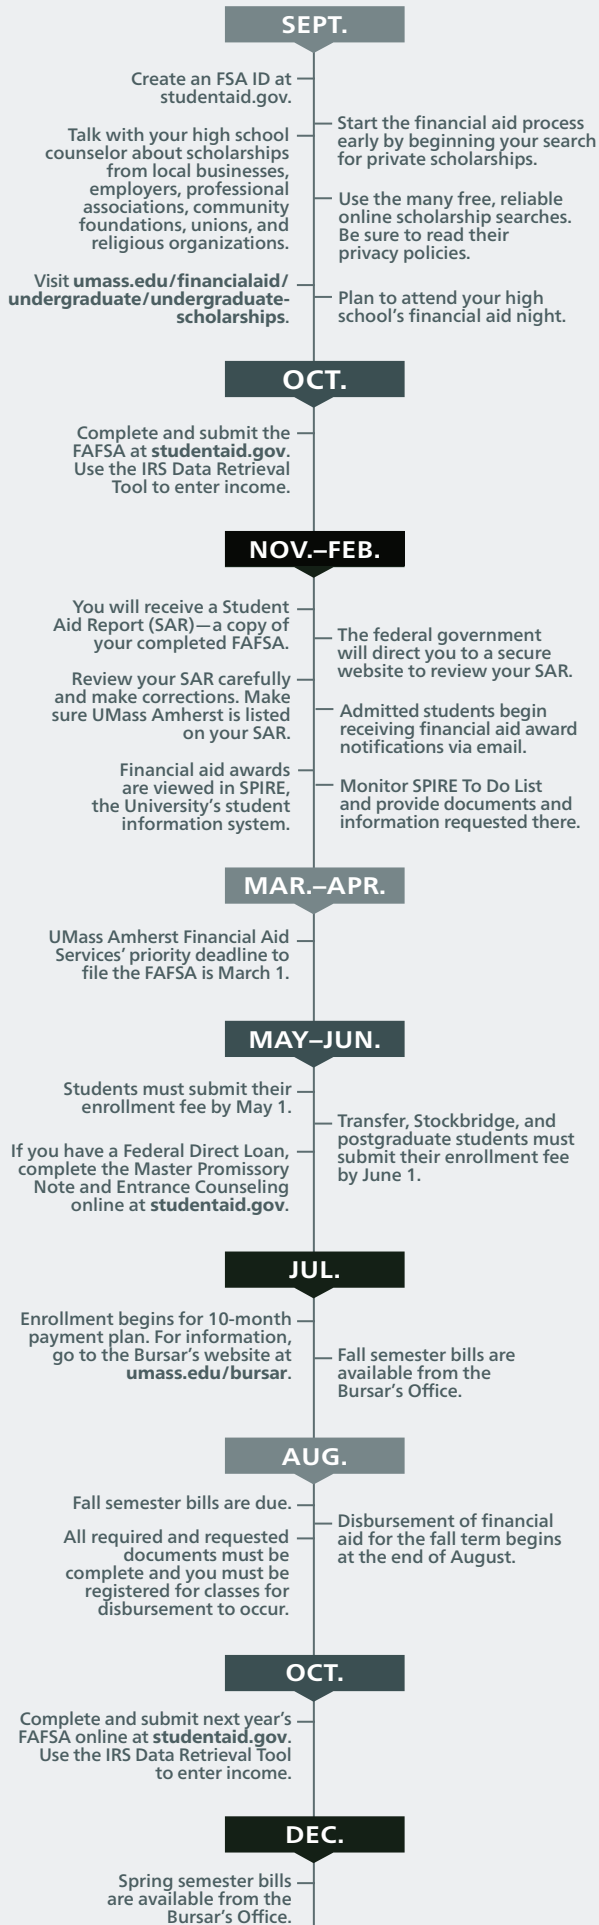 SEPT.
Create an FSA ID at
studentaid.gov.
Start the financial aid process
early by beginning your search
for private scholarships.
Talk with your high school
counselor about scholarships
from local businesses,
employers, professional
associations, community
foundations, unions, and
religious organizations.
Use the many free, reliable
online scholarship searches.
Be sure to read their
privacy policies.
Visit umass.edu/financialaid/
undergraduate/undergraduate-
scholarships.
Plan to attend your high
school’s financial aid night.
OCT.
Complete and submit the
FAFSA at studentaid.gov.
Use the IRS Data Retrieval
Tool to enter income.
NOV.–FEB.
You will receive a Student
Aid Report (SAR)—a copy of
your completed FAFSA.
The federal government
will direct you to a secure
website to review your SAR.
Review your SAR carefully
and make corrections. Make
sure UMass Amherst is listed
on your SAR.
Admitted students begin
receiving financial aid award
notifications via email.
Financial aid awards
are viewed in SPIRE,
the University’s student
information system.
Monitor SPIRE To Do List
and provide documents and
information requested there.
MAR.–APR.
UMass Amherst Financial Aid
Services’ priority deadline to
file the FAFSA is March 1.
MAY–JUN.
Students must submit their
enrollment fee by May 1.
Transfer, Stockbridge, and
postgraduate students must
submit their enrollment fee
by June 1.
If you have a Federal Direct Loan,
complete the Master Promissory
Note and Entrance Counseling
online at studentaid.gov.
JUL.
Enrollment begins for 10-month
payment plan. For information,
go to the Bursar’s website at
umass.edu/bursar.
Fall semester bills are
available from the
Bursar’s Office.
AUG.
Fall semester bills are due.
Disbursement of financial
aid for the fall term begins
at the end of August.
All required and requested
documents must be
complete and you must be
registered for classes for
disbursement to occur.
OCT.
Complete and submit next year’s
FAFSA online at studentaid.gov.
Use the IRS Data Retrieval Tool
to enter income.
DEC.
Spring semester bills
are available from the
Bursar’s Office.